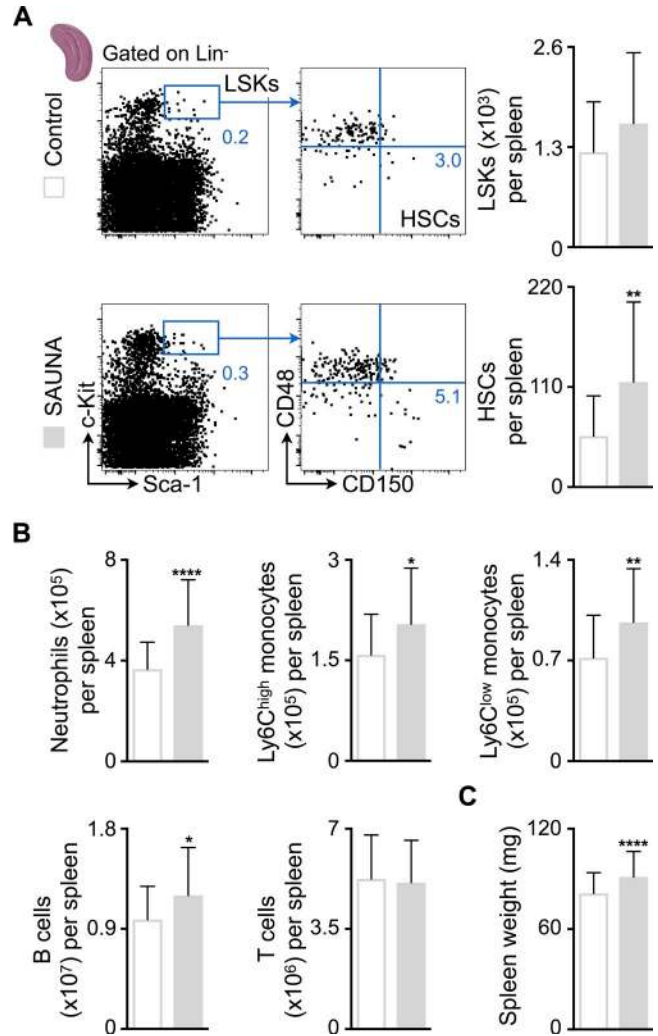 A
Gated on Lin⁻
Control
LSKs
0.2
3.0
HSCs
LSKs (x10³)
per spleen
2.6
1.3
0
SAUNA
c-Kit
Sca-1
0.3
CD48
CD150
5.1
HSCs
per spleen
220
110
0
**
B
Neutrophils (x10⁵)
per spleen
8
4
0
****
Ly6Cʰⁱᵍʰ monocytes
(x10⁵) per spleen
3
1.5
0
*
Ly6Cˡᵒʷ monocytes
(x10⁵) per spleen
1.4
0.7
0
**
B cells
(x10⁷) per spleen
1.8
0.9
0
*
T cells
(x10⁶) per spleen
7
3.5
0
C
Spleen weight (mg)
120
60
0
****